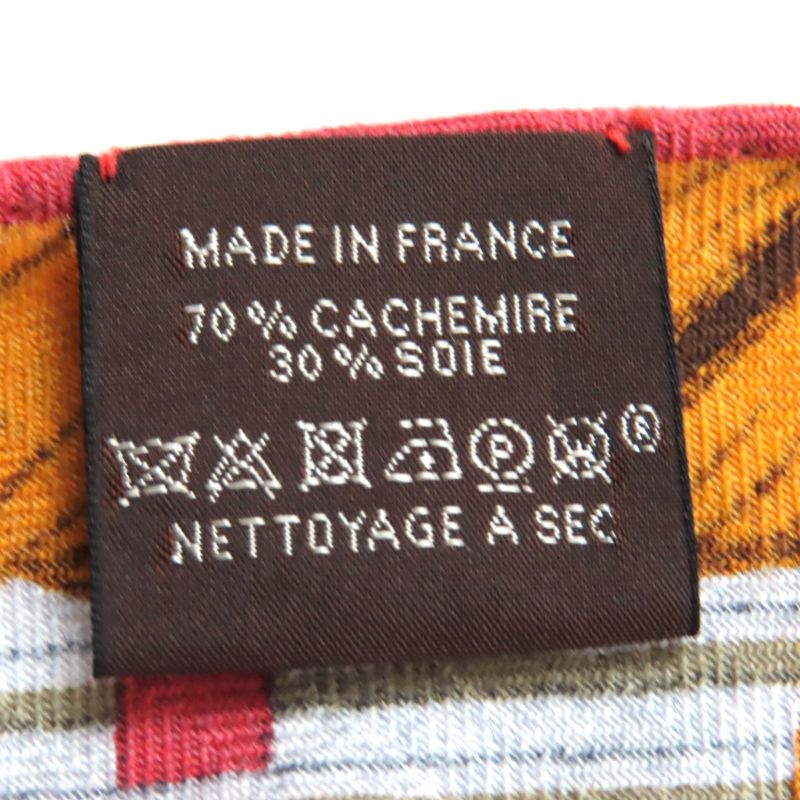 MADE IN FRANCE
70 % CACHEMIRE
30 % SOIE
P W ®
NETTOYAGE A SEC